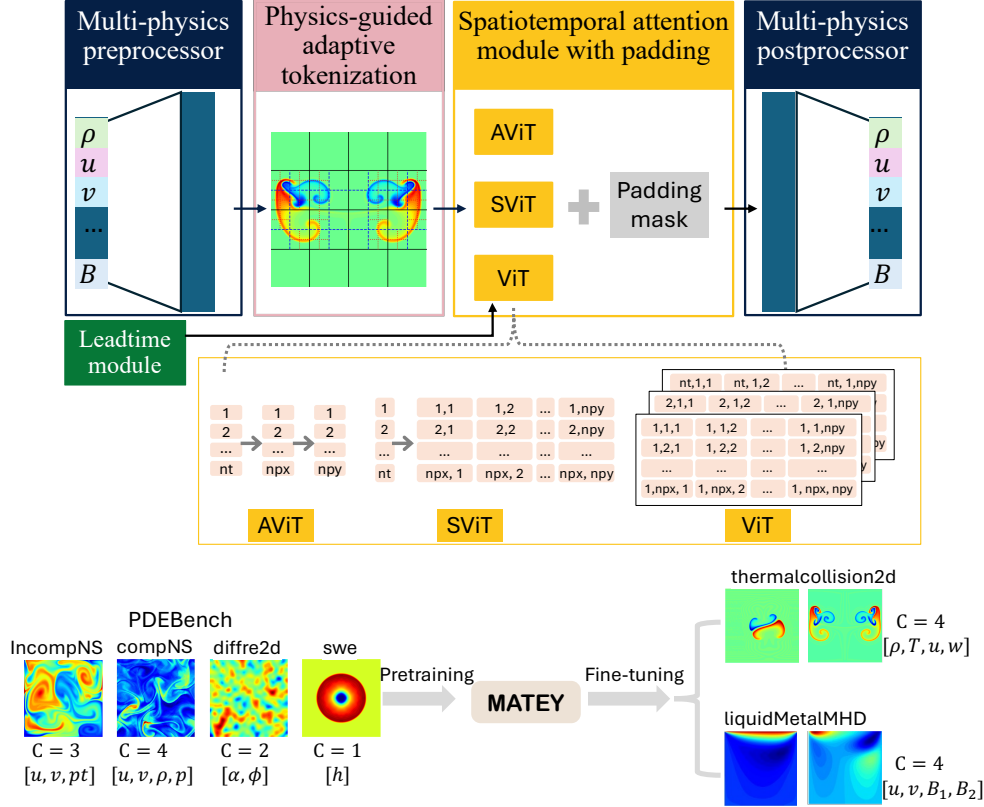 Multi-physics
preprocessor
Physics-guided
adaptive
tokenization
Spatiotemporal attention
module with padding
Multi-physics
postprocessor
ρ
u
v
...
B
AViT
SViT
ViT
Padding
mask
ρ
u
v
...
B
Leadtime
module
1
2
...
nt
1
2
...
npx
1
2
...
npy
AViT
1
2
...
nt
1,1 1,2 ... 1,npy
2,1 2,2 ... 2,npy
... ... ... ...
npx, 1 npx, 2 ... npx, npy
SViT
nt,1,1 nt, 1,2 ... nt, 1,npy
2,1,1 2, 1,2 ... 2, 1,npy
1,1,1 1, 1,2 ... 1, 1,npy
1,2,1 1, 2,2 ... 1, 2,npy
... ... ... ...
1,npx, 1 1, npx, 2 ... 1, npx, npy
ViT
PDEBench
IncompNS compNS diffre2d swe
C = 3 C = 4 C = 2 C = 1
[u, v, pt] [u, v, ρ, p] [α, ϕ] [h]
Pretraining
MATEY
Fine-tuning
thermalcollision2d
C = 4
[ρ, T, u, w]
liquidMetalMHD
C = 4
[u, v, B₁, B₂]